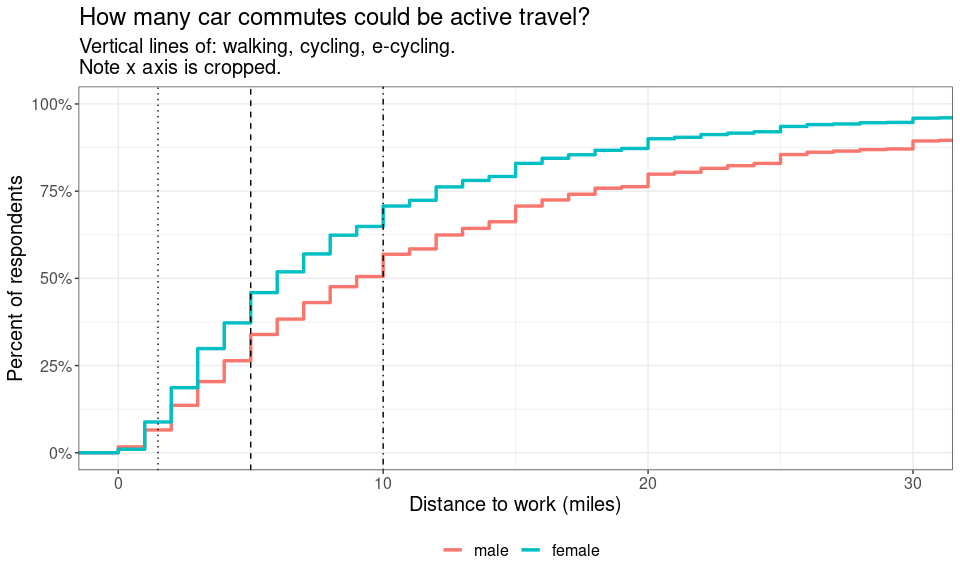 How many car commutes could be active travel?
Vertical lines of: walking, cycling, e-cycling.
Note x axis is cropped.
Percent of respondents
100%
75%
50%
25%
0%
0 10 20 30
Distance to work (miles)
male female